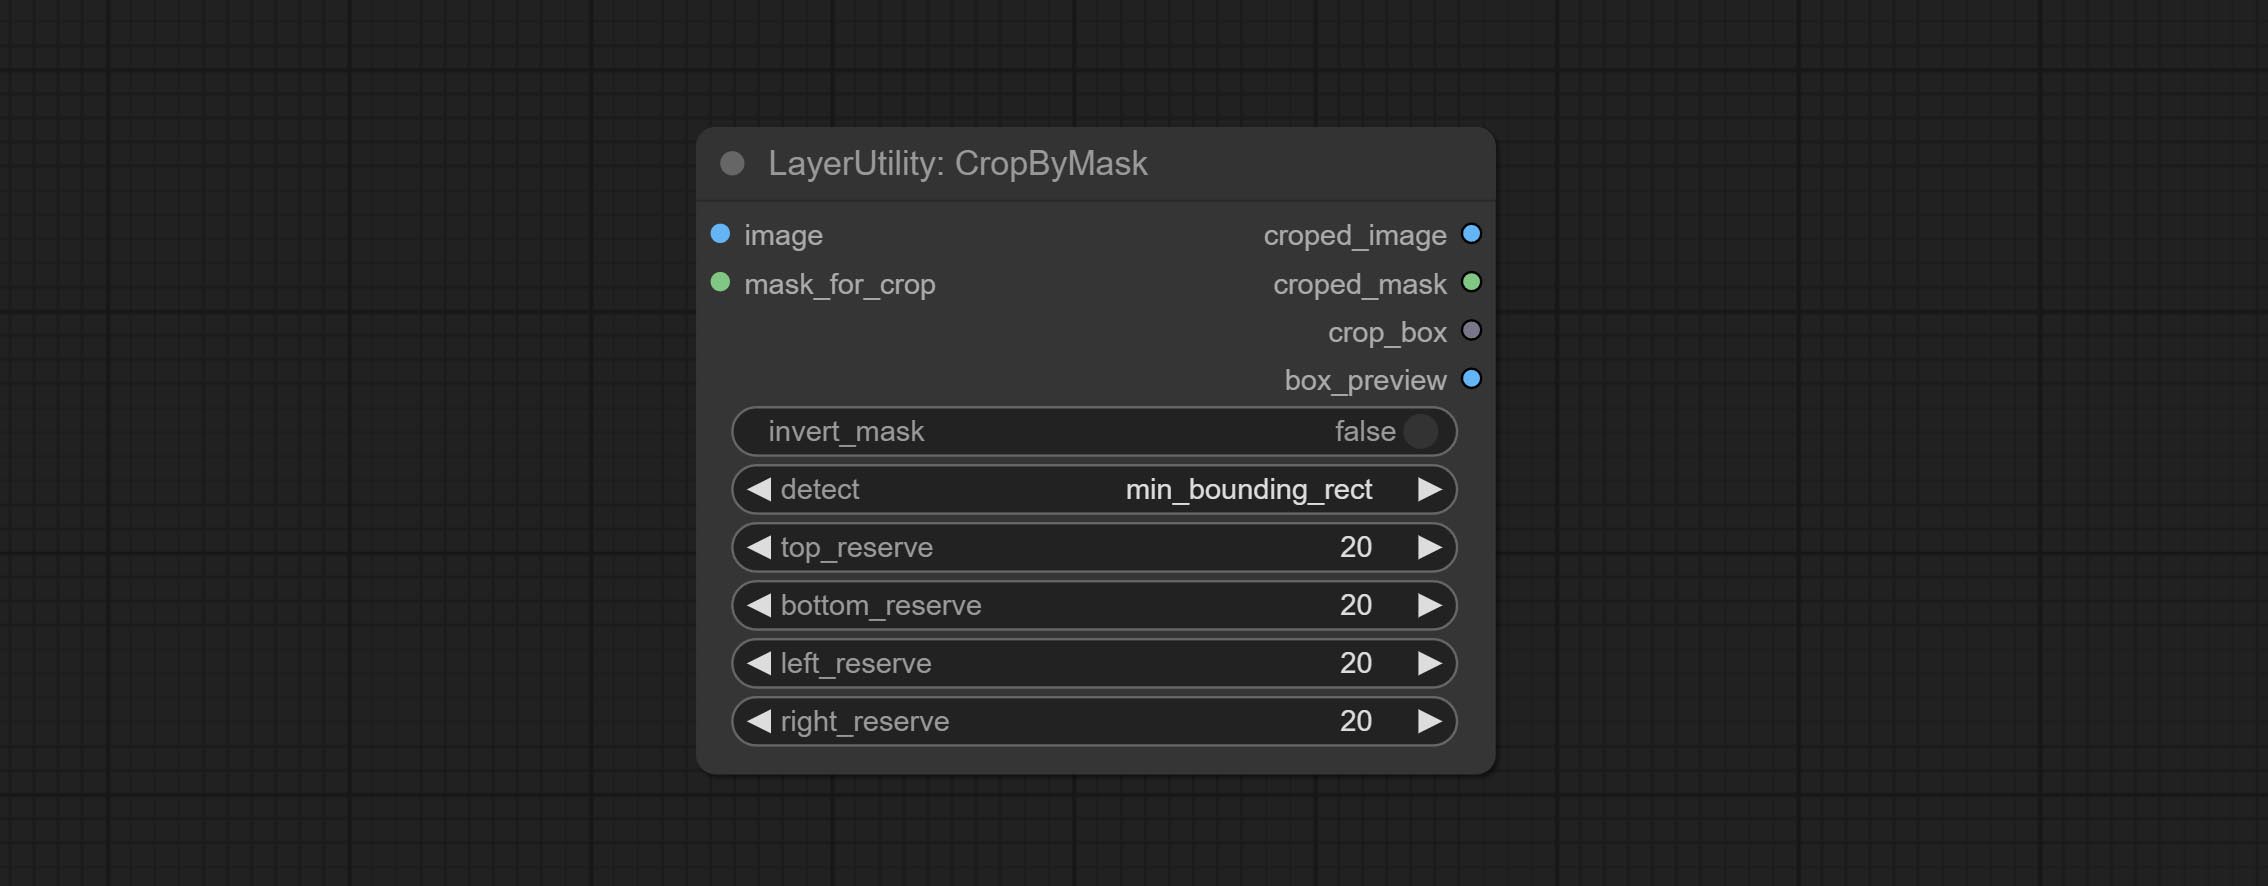 LayerUtility: CropByMask
image croped_image
mask_for_crop croped_mask
crop_box
box_preview
invert_mask false
detect min_bounding_rect
top_reserve 20
bottom_reserve 20
left_reserve 20
right_reserve 20